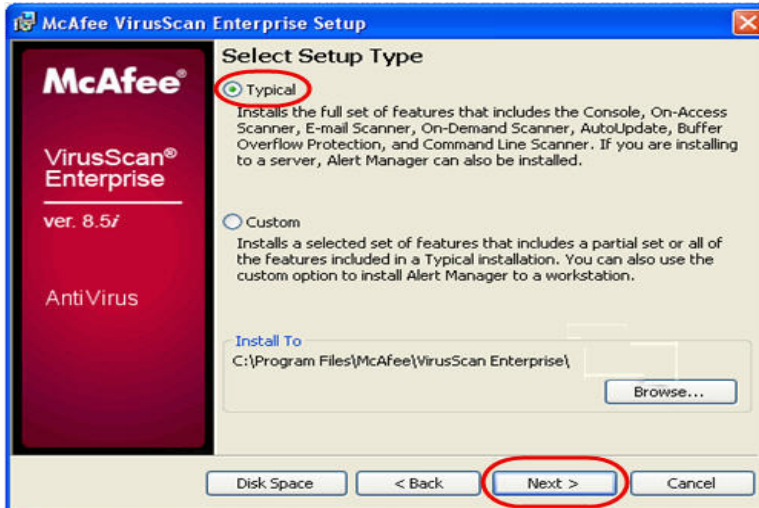 McAfee VirusScan Enterprise Setup
McAfee®
VirusScan®
Enterprise
ver. 8.5i
AntiVirus
Select Setup Type
Typical
Installs the full set of features that includes the Console, On-Access
Scanner, E-mail Scanner, On-Demand Scanner, AutoUpdate, Buffer
Overflow Protection, and Command Line Scanner. If you are installing
to a server, Alert Manager can also be installed.
Custom
Installs a selected set of features that includes a partial set or all of
the features included in a Typical installation. You can also use the
custom option to install Alert Manager to a workstation.
Install To
C:\Program Files\McAfee\VirusScan Enterprise\
Browse...
Disk Space
< Back
Next >
Cancel